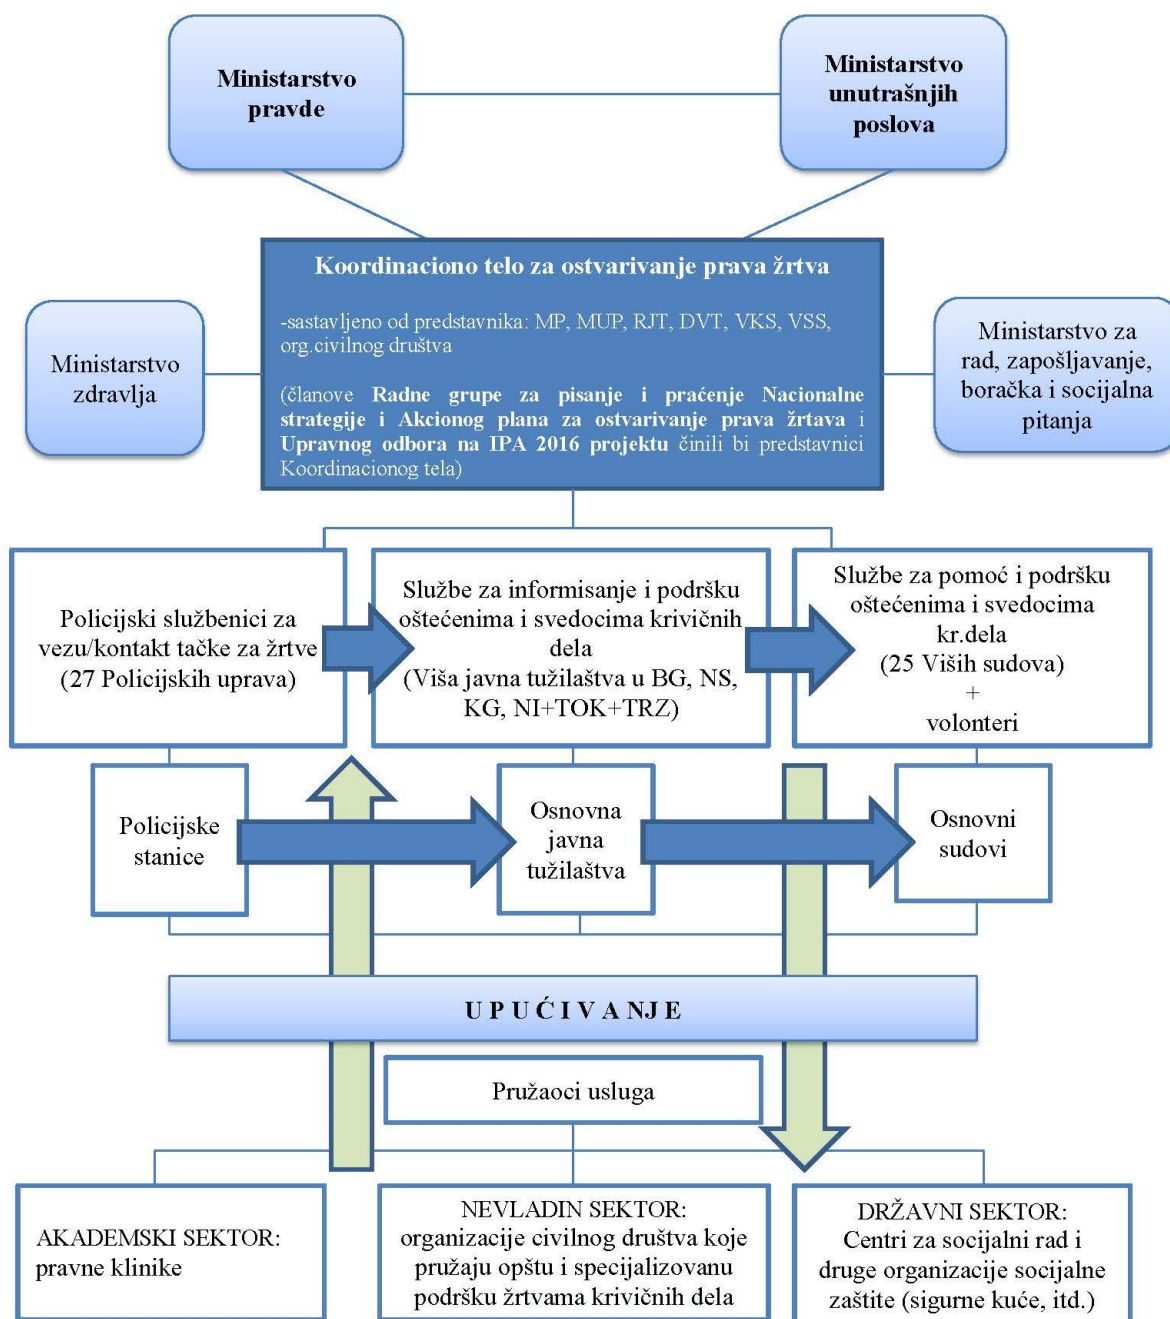 Ministarstvo
pravde
Ministarstvo
unutrašnjih
poslova
Koordinaciono telo za ostvarivanje prava žrtva
-sastavljeno od predstavnika: MP, MUP, RJT, DVT, VKS, VSS,
org.civilnog društva
(članove Radne grupe za pisanje i praćenje Nacionalne
strategije i Akcionog plana za ostvarivanje prava žrtava i
Upravnog odbora na IPA 2016 projektu činili bi predstavnici
Koordinacionog tela)
Ministarstvo
zdravlja
Ministarstvo za
rad, zapošljavanje,
boračka i socijalna
pitanja
Policijski službenici za
vezu/kontakt tačke za žrtve
(27 Policijskih uprava)
Službe za informisanje i podršku
oštećenima i svedocima krivičnih
dela
(Viša javna tužilaštva u BG, NS,
KG, NI+TOK+TRZ)
Službe za pomoć i podršku
oštećenima i svedocima
kr.dela
(25 Viših sudova)
+
volonteri
Policijske
stanice
Osnovna
javna
tužilaštva
Osnovni
sudovi
U P U Ć I V A NJ E
Pružaoci usluga
AKADEMSKI SEKTOR:
pravne klinike
NEVLADIN SEKTOR:
organizacije civilnog društva koje
pružaju opštu i specijalizovanu
podršku žrtvama krivičnih dela
DRŽAVNI SEKTOR:
Centri za socijalni rad i
druge organizacije socijalne
zaštite (sigurne kuće, itd.)